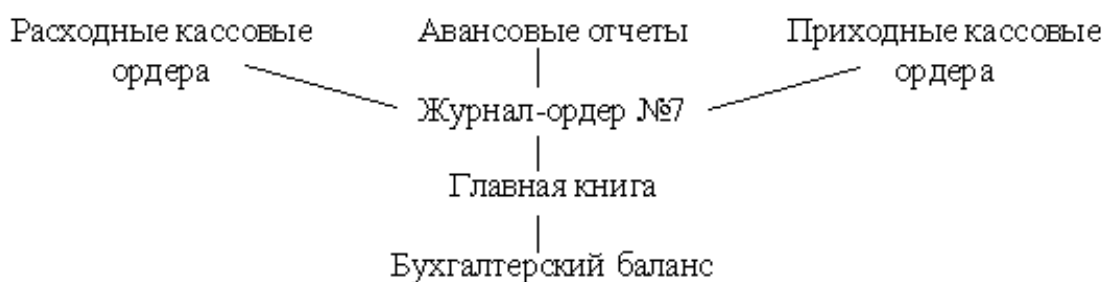 Расходные кассовые ордера
Авансовые отчеты
Приходные кассовые ордера
Журнал-ордер №7
Главная книга
Бухгалтерский баланс